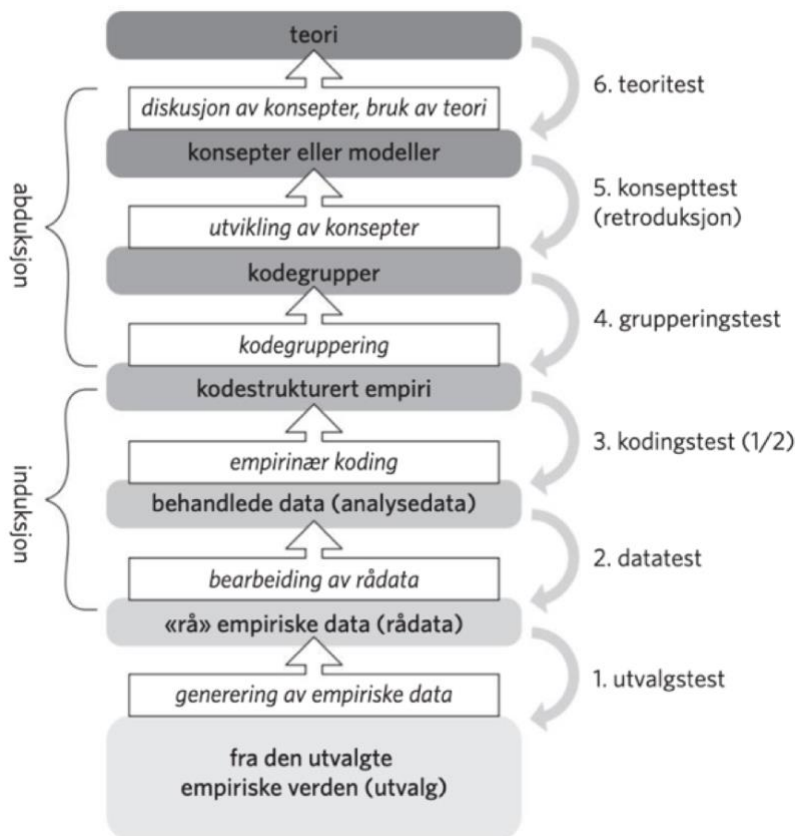 teori
6. teoritest
diskusjon av konsepter, bruk av teori
konsepter eller modeller
5. konsepttest
(retroduksjon)
utvikling av konsepter
abduksjon
kodegrupper
4. grupperingstest
kodegruppering
kodestrukturert empiri
3. kodingstest (1/2)
empirinær koding
induksjon
behandlede data (analysedata)
2. datatest
bearbeiding av rådata
«rå» empiriske data (rådata)
1. utvalgstest
generering av empiriske data
fra den utvalgte
empiriske verden (utvalg)